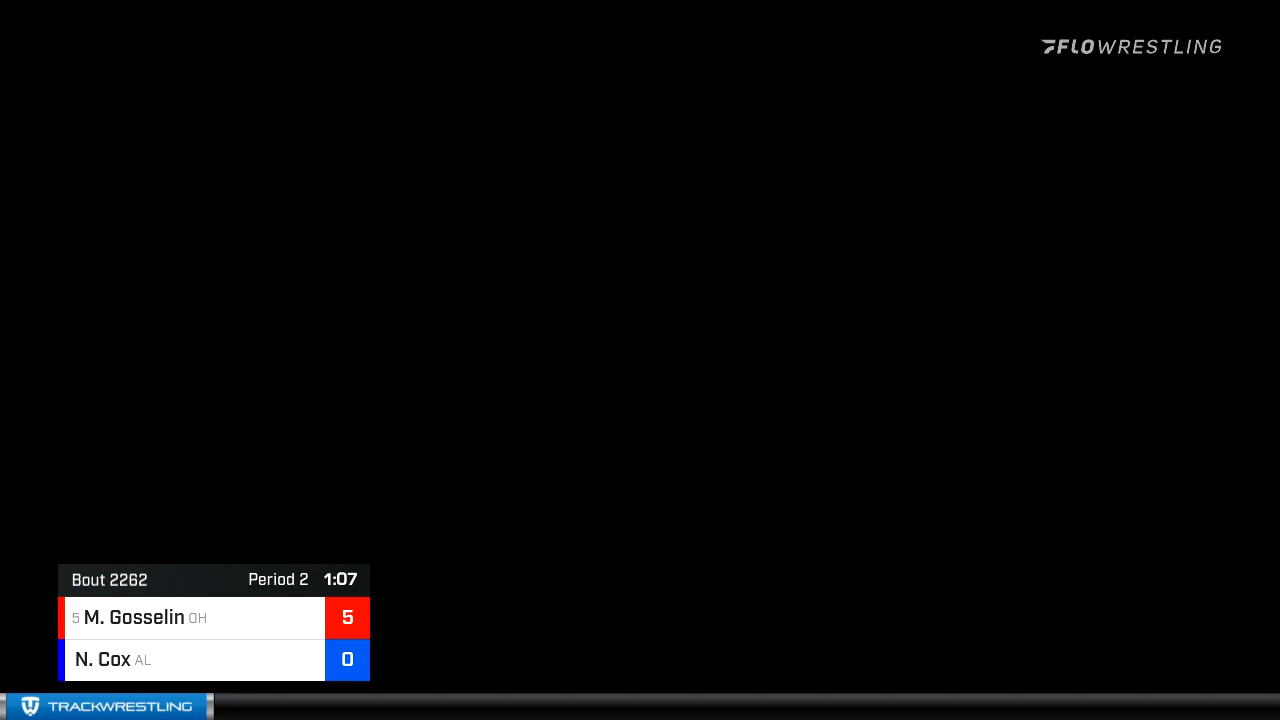 FLOWRESTLING
Bout 2262 Period 2 1:07
5 M. Gosselin OH 5
N. Cox AL 0
TRACKWRESTLING